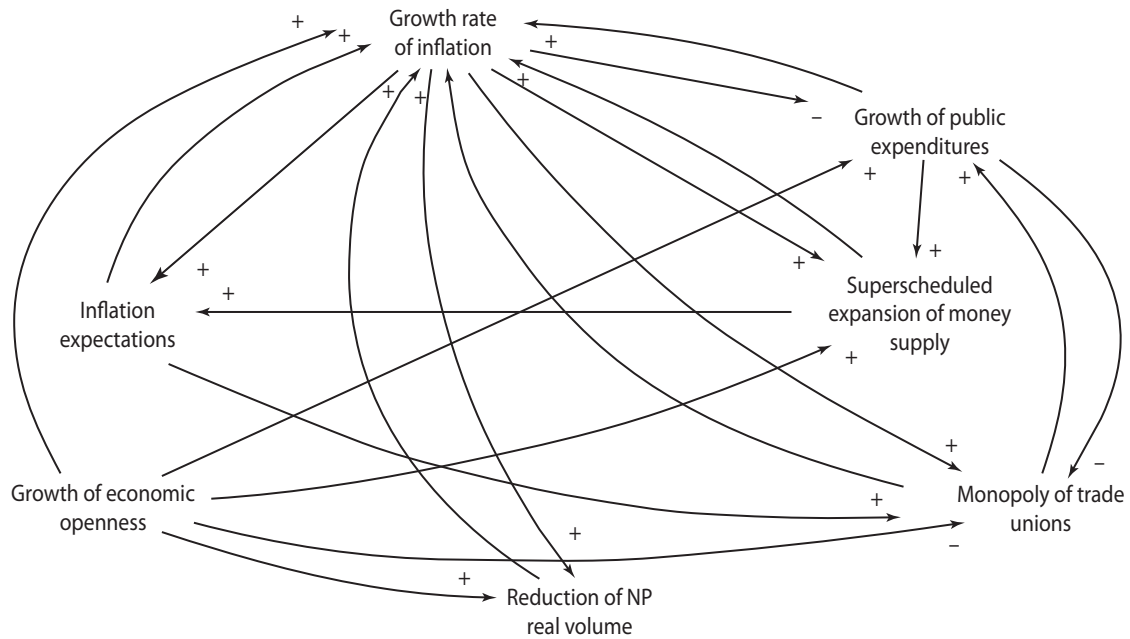 Growth rate
of inflation
+
+
+
+
+
+
–
Growth of public
expenditures
+
+
+
+
Superscheduled
expansion of money
supply
+
+
Inflation
expectations
+
+
–
Growth of economic
openness
+
Monopoly of trade
unions
+
–
+
Reduction of NP
real volume